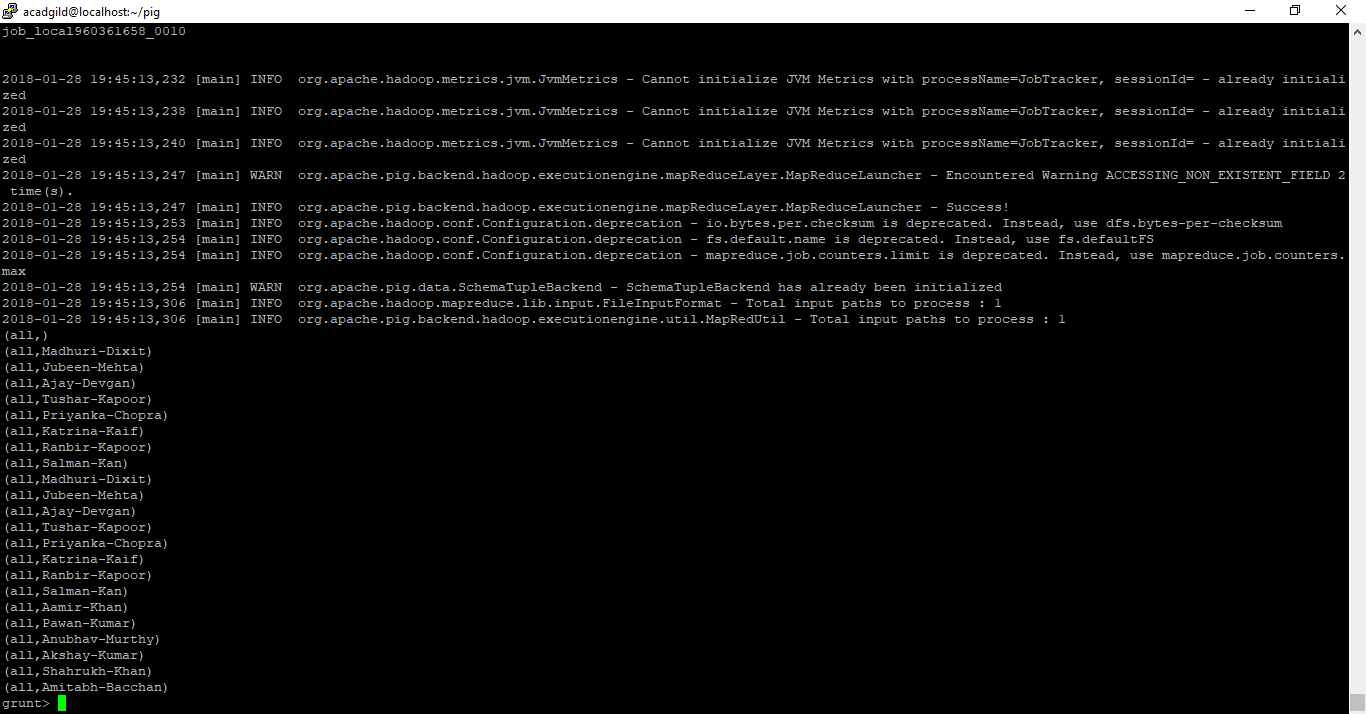 acadgild@localhost:~/pig
job_local960361658_0010
2018-01-28 19:45:13,232 [main] INFO  org.apache.hadoop.metrics.jvm.JvmMetrics - Cannot initialize JVM Metrics with processName=JobTracker, sessionId= - already initiali
zed
2018-01-28 19:45:13,238 [main] INFO  org.apache.hadoop.metrics.jvm.JvmMetrics - Cannot initialize JVM Metrics with processName=JobTracker, sessionId= - already initiali
zed
2018-01-28 19:45:13,240 [main] INFO  org.apache.hadoop.metrics.jvm.JvmMetrics - Cannot initialize JVM Metrics with processName=JobTracker, sessionId= - already initiali
zed
2018-01-28 19:45:13,247 [main] WARN  org.apache.pig.backend.hadoop.executionengine.mapReduceLayer.MapReduceLauncher - Encountered Warning ACCESSING_NON_EXISTENT_FIELD 2
 time(s).
2018-01-28 19:45:13,247 [main] INFO  org.apache.pig.backend.hadoop.executionengine.mapReduceLayer.MapReduceLauncher - Success!
2018-01-28 19:45:13,253 [main] INFO  org.apache.hadoop.conf.Configuration.deprecation - io.bytes.per.checksum is deprecated. Instead, use dfs.bytes-per-checksum
2018-01-28 19:45:13,254 [main] INFO  org.apache.hadoop.conf.Configuration.deprecation - fs.default.name is deprecated. Instead, use fs.defaultFS
2018-01-28 19:45:13,254 [main] INFO  org.apache.hadoop.conf.Configuration.deprecation - mapreduce.job.counters.limit is deprecated. Instead, use mapreduce.job.counters.
max
2018-01-28 19:45:13,254 [main] WARN  org.apache.pig.data.SchemaTupleBackend - SchemaTupleBackend has already been initialized
2018-01-28 19:45:13,306 [main] INFO  org.apache.hadoop.mapreduce.lib.input.FileInputFormat - Total input paths to process : 1
2018-01-28 19:45:13,306 [main] INFO  org.apache.pig.backend.hadoop.executionengine.util.MapRedUtil - Total input paths to process : 1
(all,)
(all,Madhuri-Dixit)
(all,Jubeen-Mehta)
(all,Ajay-Devgan)
(all,Tushar-Kapoor)
(all,Priyanka-Chopra)
(all,Katrina-Kaif)
(all,Ranbir-Kapoor)
(all,Salman-Kan)
(all,Madhuri-Dixit)
(all,Jubeen-Mehta)
(all,Ajay-Devgan)
(all,Tushar-Kapoor)
(all,Priyanka-Chopra)
(all,Katrina-Kaif)
(all,Ranbir-Kapoor)
(all,Salman-Kan)
(all,Aamir-Khan)
(all,Pawan-Kumar)
(all,Anubhav-Murthy)
(all,Akshay-Kumar)
(all,Shahrukh-Khan)
(all,Amitabh-Bacchan)
grunt>